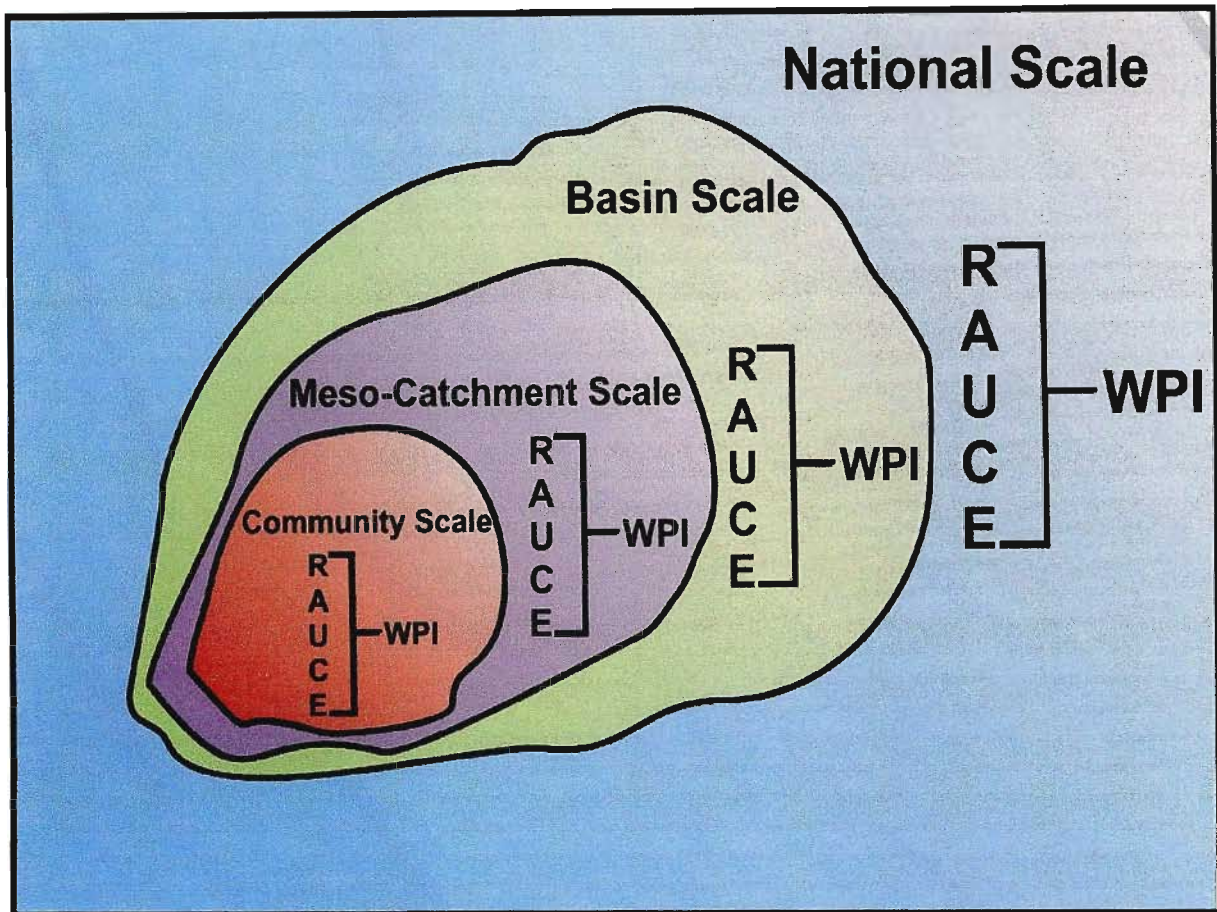 National Scale
Basin Scale
R
A
U
C
E
WPI
Meso-Catchment Scale
R
A
U
C
E
WPI
Community Scale
R
A
U
C
E
WPI
R
A
U
C
E
WPI